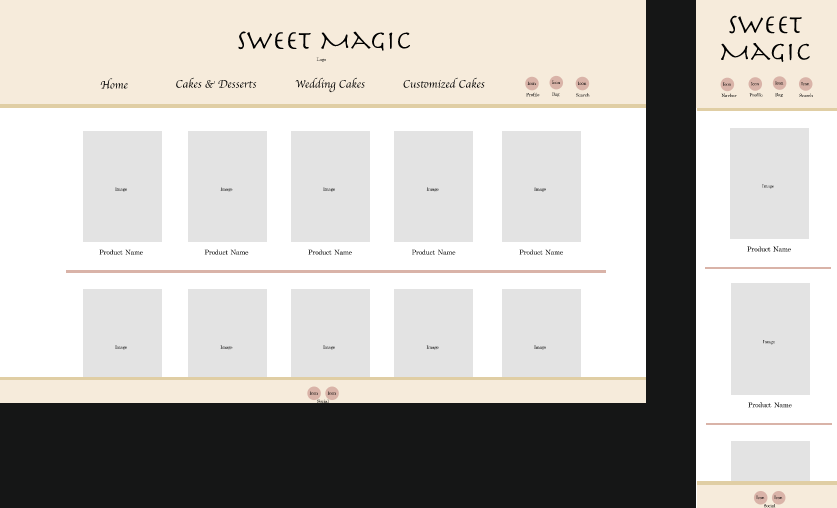 SWEET MAGIC
Logo
Home Cakes & Desserts Wedding Cakes Customized Cakes
Icon Icon Icon
Profile Bag Search
Image Image Image Image Image
Product Name Product Name Product Name Product Name Product Name
Image Image Image Image Image
Icon Icon
Social
SWEET
MAGIC
Icon Icon Icon Icon
Navbar Profile Bag Search
Image
Product Name
Image
Product Name
Icon Icon
Social